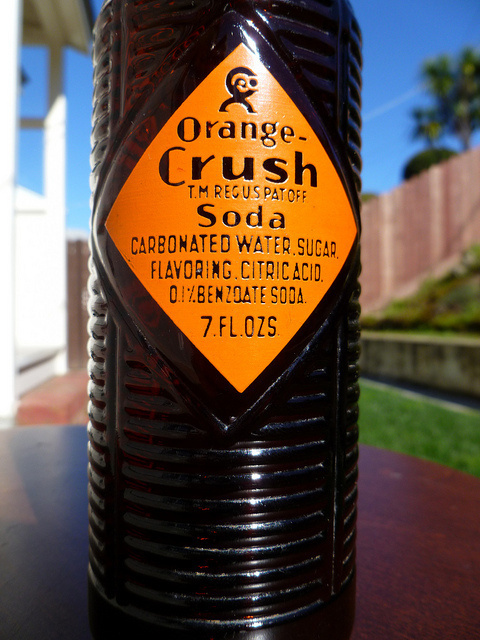 Orange-
Crush
T.M REG U.S PAT OFF
Soda
CARBONATED WATER, SUGAR,
FLAVORING, CITRIC ACID,
0.1% BENZOATE SODA.
7.FL.OZS